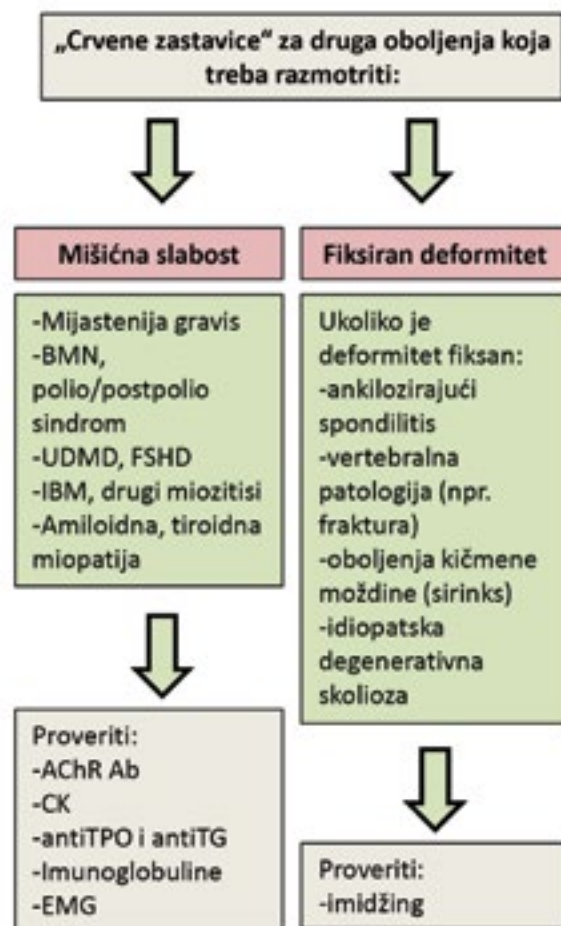 „Crvene zastavice“ za druga oboljenja koja
treba razmotriti:
Mišićna slabost
-Mijastenija gravis
-BMN,
polio/postpolio
sindrom
-UDMD, FSHD
-IBM, drugi miozitisi
-Amiloidna, tiroidna
miopatija
Proveriti:
-AChR Ab
-CK
-antiTPO i antiTG
-Imunoglobuline
-EMG
Fiksiran deformitet
Ukoliko je
deformitet fiksan:
-ankilozirajući
spondilitis
-vertebralna
patologija (npr.
fraktura)
-oboljenja kičmene
moždine (sirinks)
-idiopatska
degenerativna
skolioza
Proveriti:
-imidžing